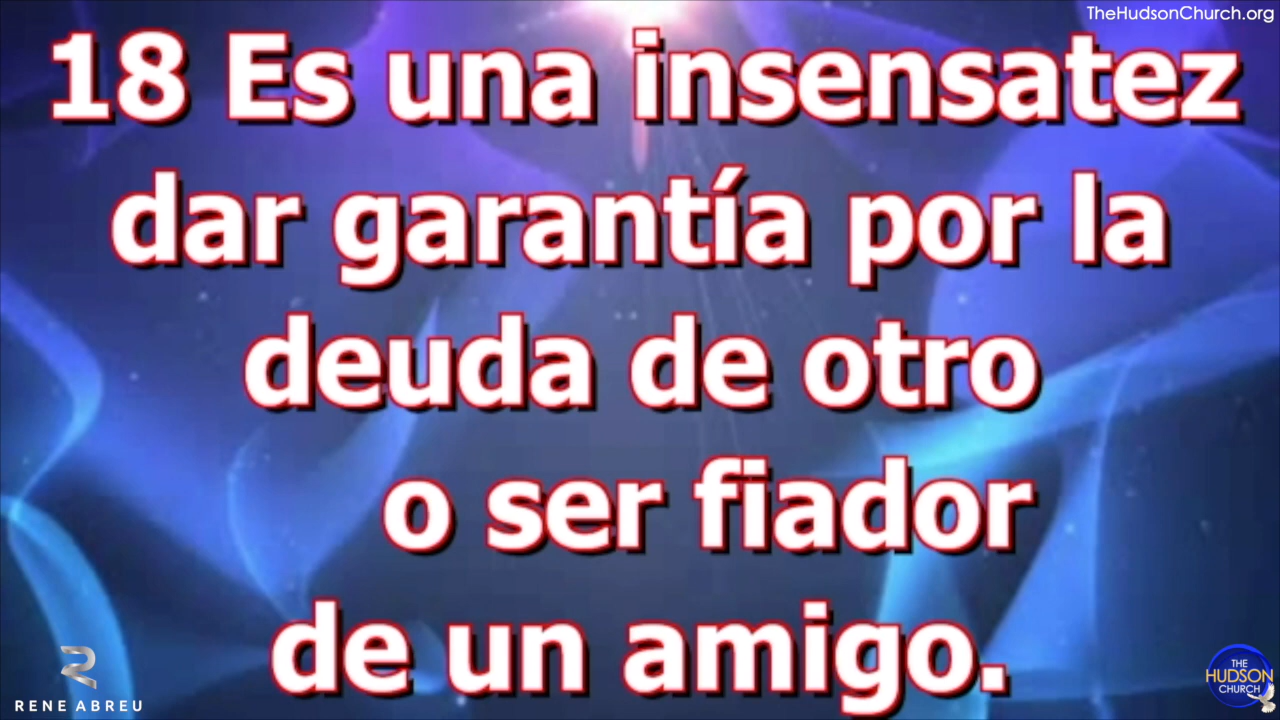 TheHudsonChurch.org
18 Es una insensatez
dar garantía por la
deuda de otro
o ser fiador
de un amigo.
RENE ABREU
THE
HUDSON
CHURCH